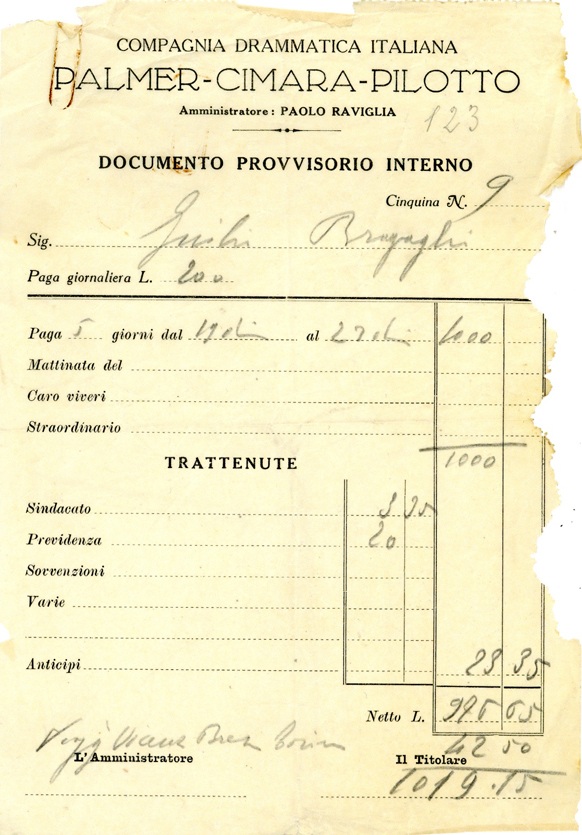 COMPAGNIA DRAMMATICA ITALIANA
PALMER-CIMARA-PILOTTO
Amministratore: PAOLO RAVIGLIA
123
DOCUMENTO PROVVISORIO INTERNO
Cinquina N. 9
Sig. Bragaglia
Paga giornaliera L. 200
Paga 5 giorni dal 19 al 23 1000
Mattinata del
Caro viveri
Straordinario
1000
TRATTENUTE
Sindacato 3 35
Previdenza 20
Sovvenzioni
Varie
Anticipi 23 35
Netto L. 976 65
42 50
L'Amministratore Il Titolare
1019.15